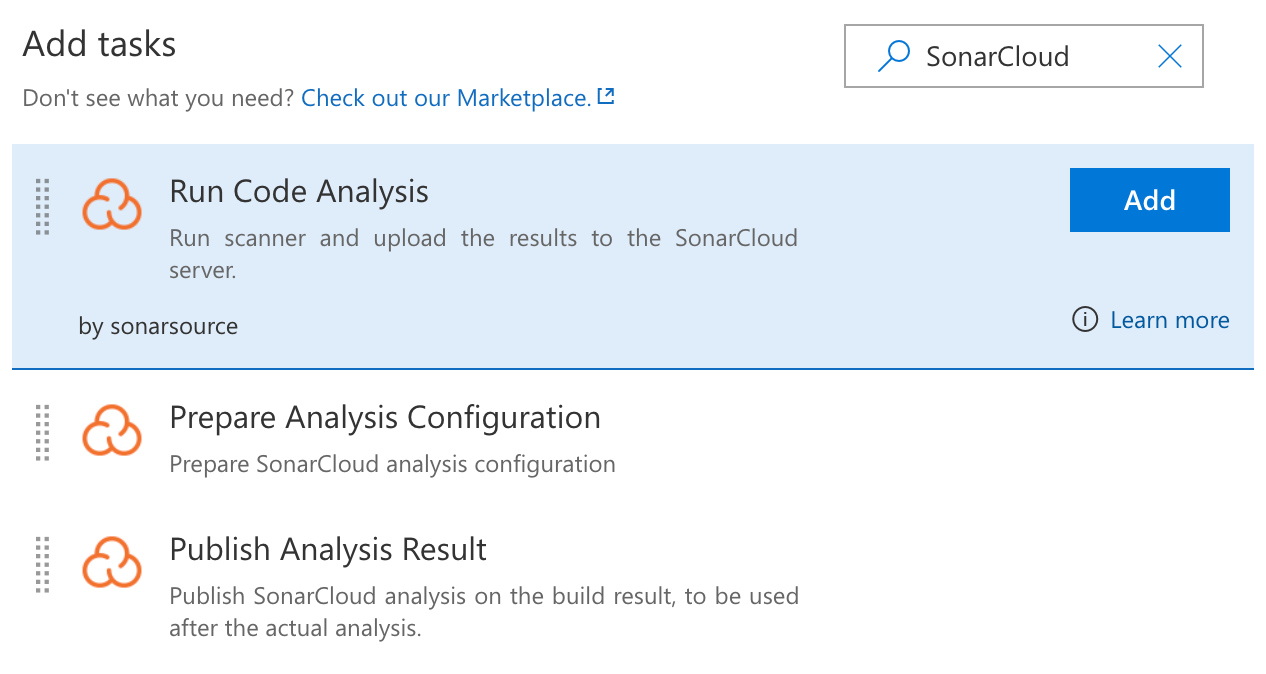 Add tasks
SonarCloud
Don't see what you need? Check out our Marketplace.
Run Code Analysis
Add
Run scanner and upload the results to the SonarCloud
server.
by sonarsource
Learn more
Prepare Analysis Configuration
Prepare SonarCloud analysis configuration
Publish Analysis Result
Publish SonarCloud analysis on the build result, to be used
after the actual analysis.